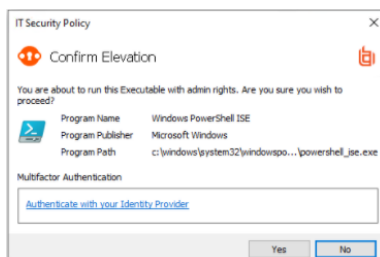 IT Security Policy
Confirm Elevation
You are about to run this Executable with admin rights. Are you sure you wish to
proceed?
Program Name Windows PowerShell ISE
Program Publisher Microsoft Windows
Program Path c:\windows\system32\windowspo...\powershell_ise.exe
Multifactor Authentication
Authenticate with your Identity Provider
Yes No